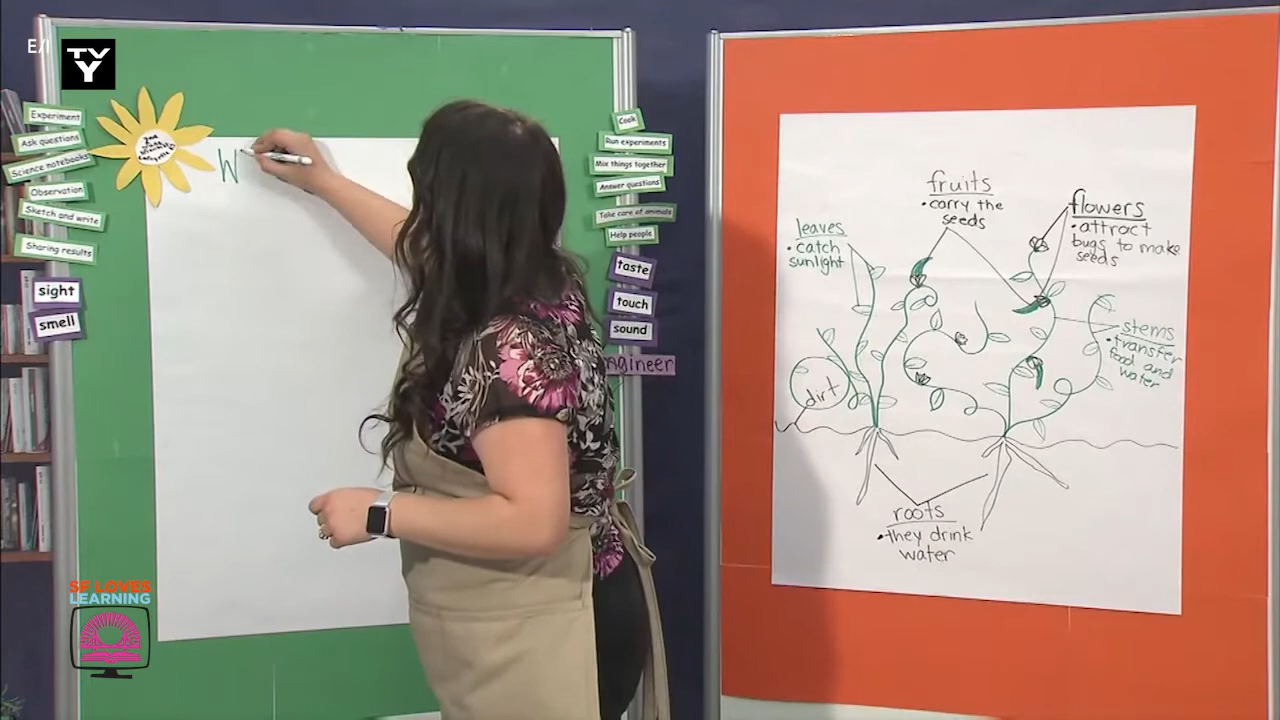 E/I
TV
Y
Experiment
Ask questions
Science notebooks
Observation
Sketch and write
Sharing results
sight
smell
W
Cook
Run experiments
Mix things together
Answer questions
Take care of animals
Help people
taste
touch
sound
ngineer
fruits
• carry the
seeds
flowers
• attract
bugs to make
seeds
leaves
• catch
sunlight
stems
• transfer
food and
water
dirt
roots
• they drink
water
SF LOVES
LEARNING